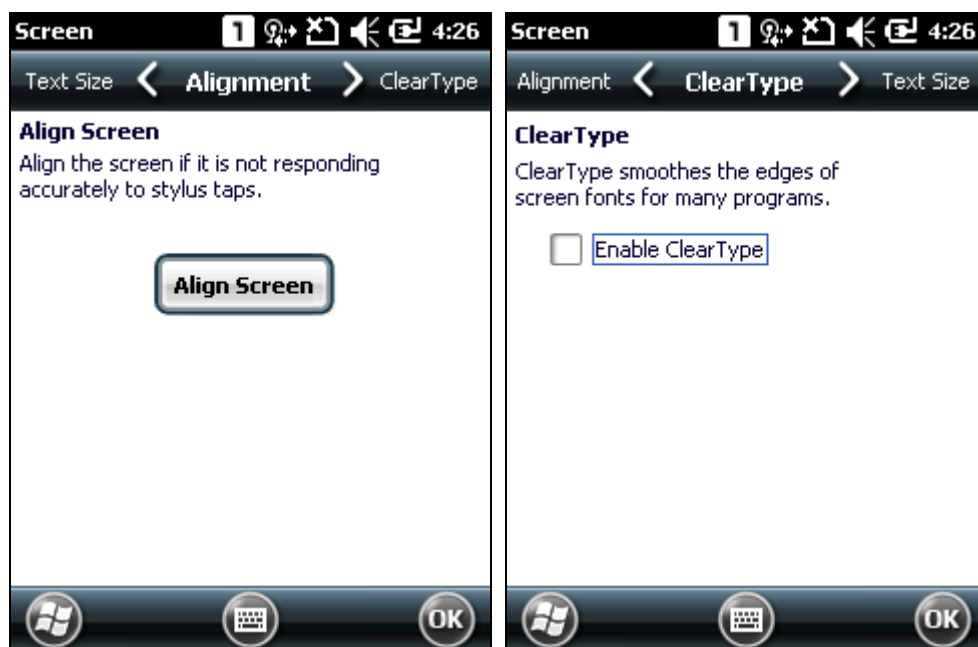 Screen 1 4:26
Text Size Alignment ClearType
Align Screen
Align the screen if it is not responding
accurately to stylus taps.
Align Screen
OK
Screen 1 4:26
Alignment ClearType Text Size
ClearType
ClearType smoothes the edges of
screen fonts for many programs.
Enable ClearType
OK